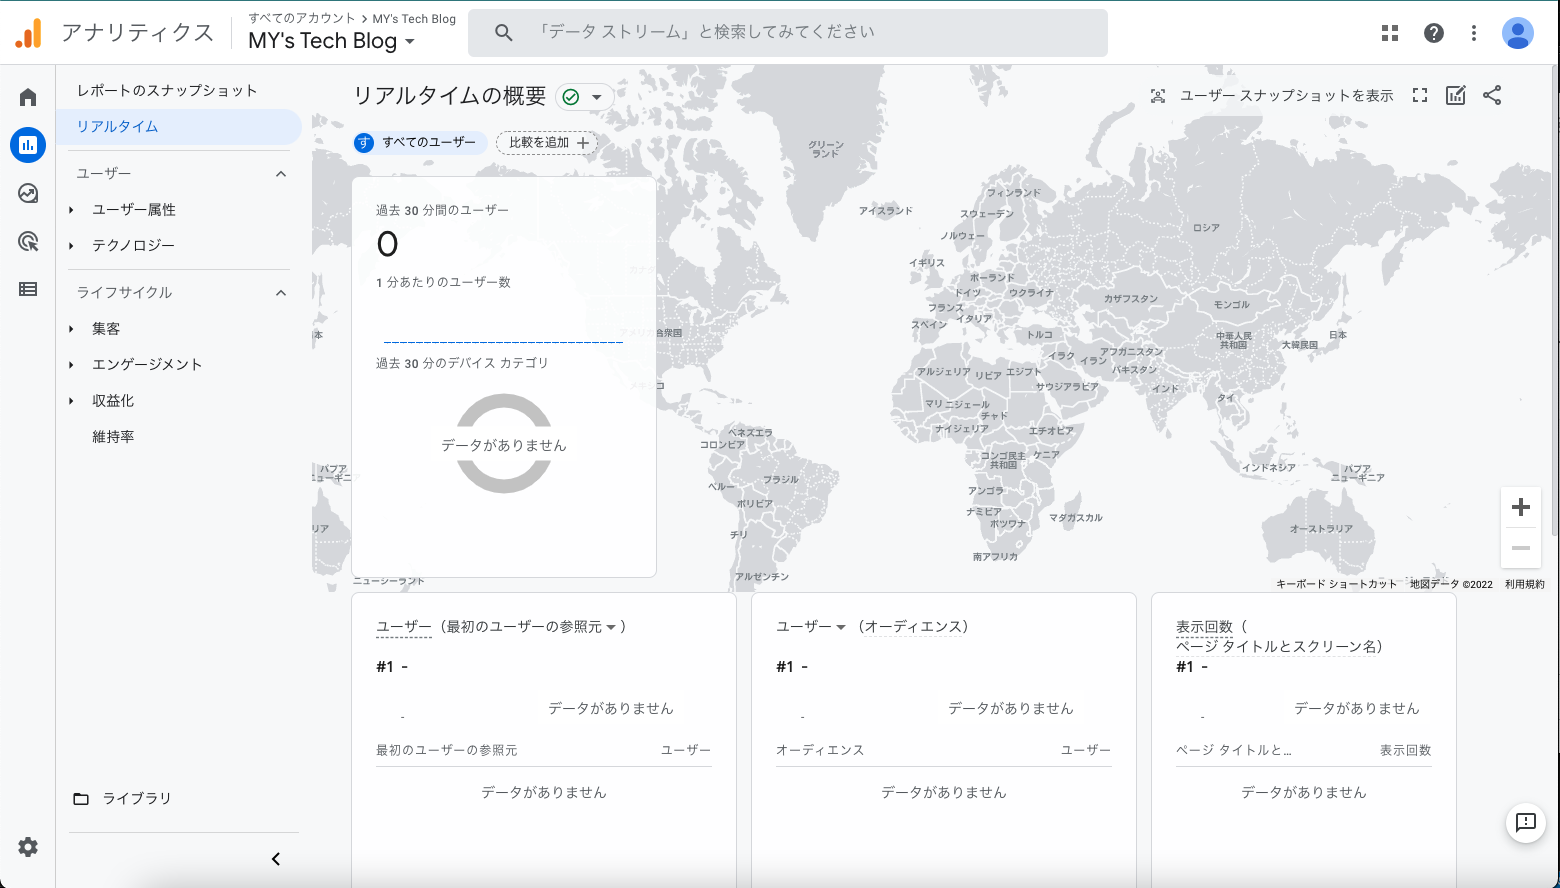 アナリティクス
すべてのアカウント > MY's Tech Blog
MY's Tech Blog
「データ ストリーム」と検索してみてください
レポートのスナップショット
リアルタイム
ユーザー
ユーザー属性
テクノロジー
ライフサイクル
集客
エンゲージメント
収益化
維持率
ライブラリ
リアルタイムの概要
ユーザー スナップショットを表示
す すべてのユーザー
比較を追加 +
過去 30 分間のユーザー
0
1 分あたりのユーザー数
過去 30 分のデバイス カテゴリ
データがありません
グリーン
ランド
アイスランド
フィンランド
スウェーデン
ノルウェー
ロシア
イギリス
ポーランド
ドイツ
ウクライナ
フランス
イタリア
スペイン
カザフスタン
モンゴル
トルコ
中華人民
共和国
日本
大韓民国
イラク
イラン
アフガニスタン
パキスタン
アルジェリア
リビア
エジプト
サウジアラビア
インド
マリ
ニジェール
チャド
タイ
ナイジェリア
エチオピア
コンゴ民主
共和国
ケニア
インドネシア
パプア
ニューギニア
アンゴラ
ナミビア
ボツワナ
マダガスカル
南アフリカ
オーストラリア
カナダ
アメリカ合衆国
メキシコ
ベネズエラ
コロンビア
ペルー
ブラジル
ボリビア
チリ
アルゼンチン
本
パプア
ニューギニ
リア
ニュージーランド
キーボード ショートカット
地図データ ©2022
利用規約
ユーザー（最初のユーザーの参照元）
#1 -
データがありません
-
最初のユーザーの参照元 ユーザー
データがありません
ユーザー（オーディエンス）
#1 -
データがありません
-
オーディエンス ユーザー
データがありません
表示回数（
ページ タイトルとスクリーン名）
#1 -
データがありません
-
ページ タイトルと... 表示回数
データがありません